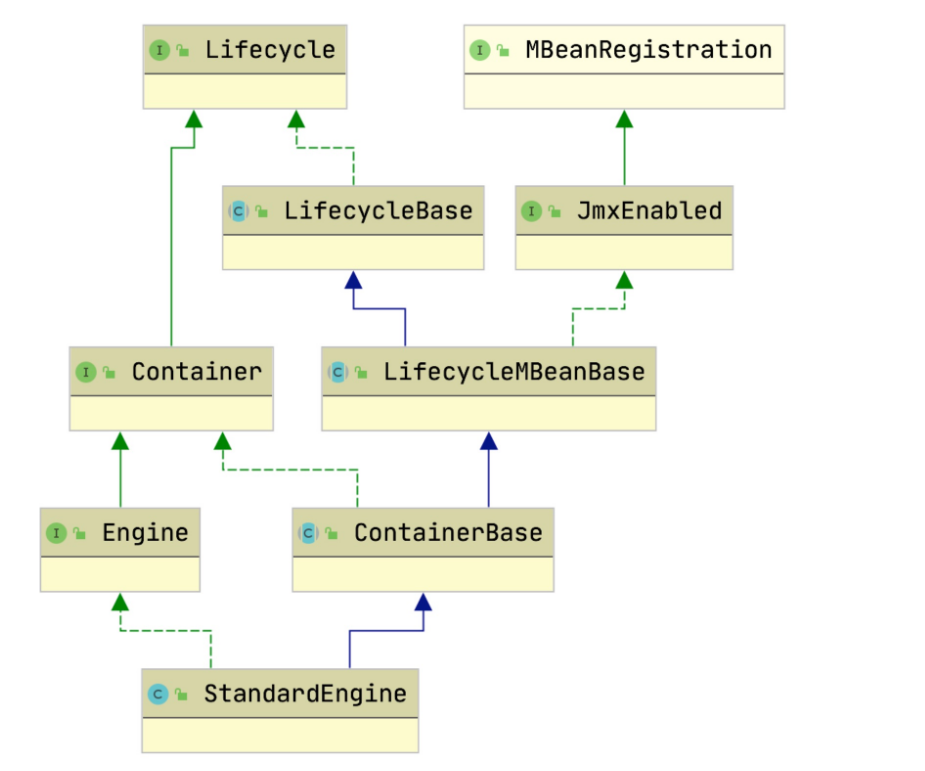 I Lifecycle
I MBeanRegistration
C LifecycleBase
I JmxEnabled
I Container
C LifecycleMBeanBase
I Engine
C ContainerBase
C StandardEngine